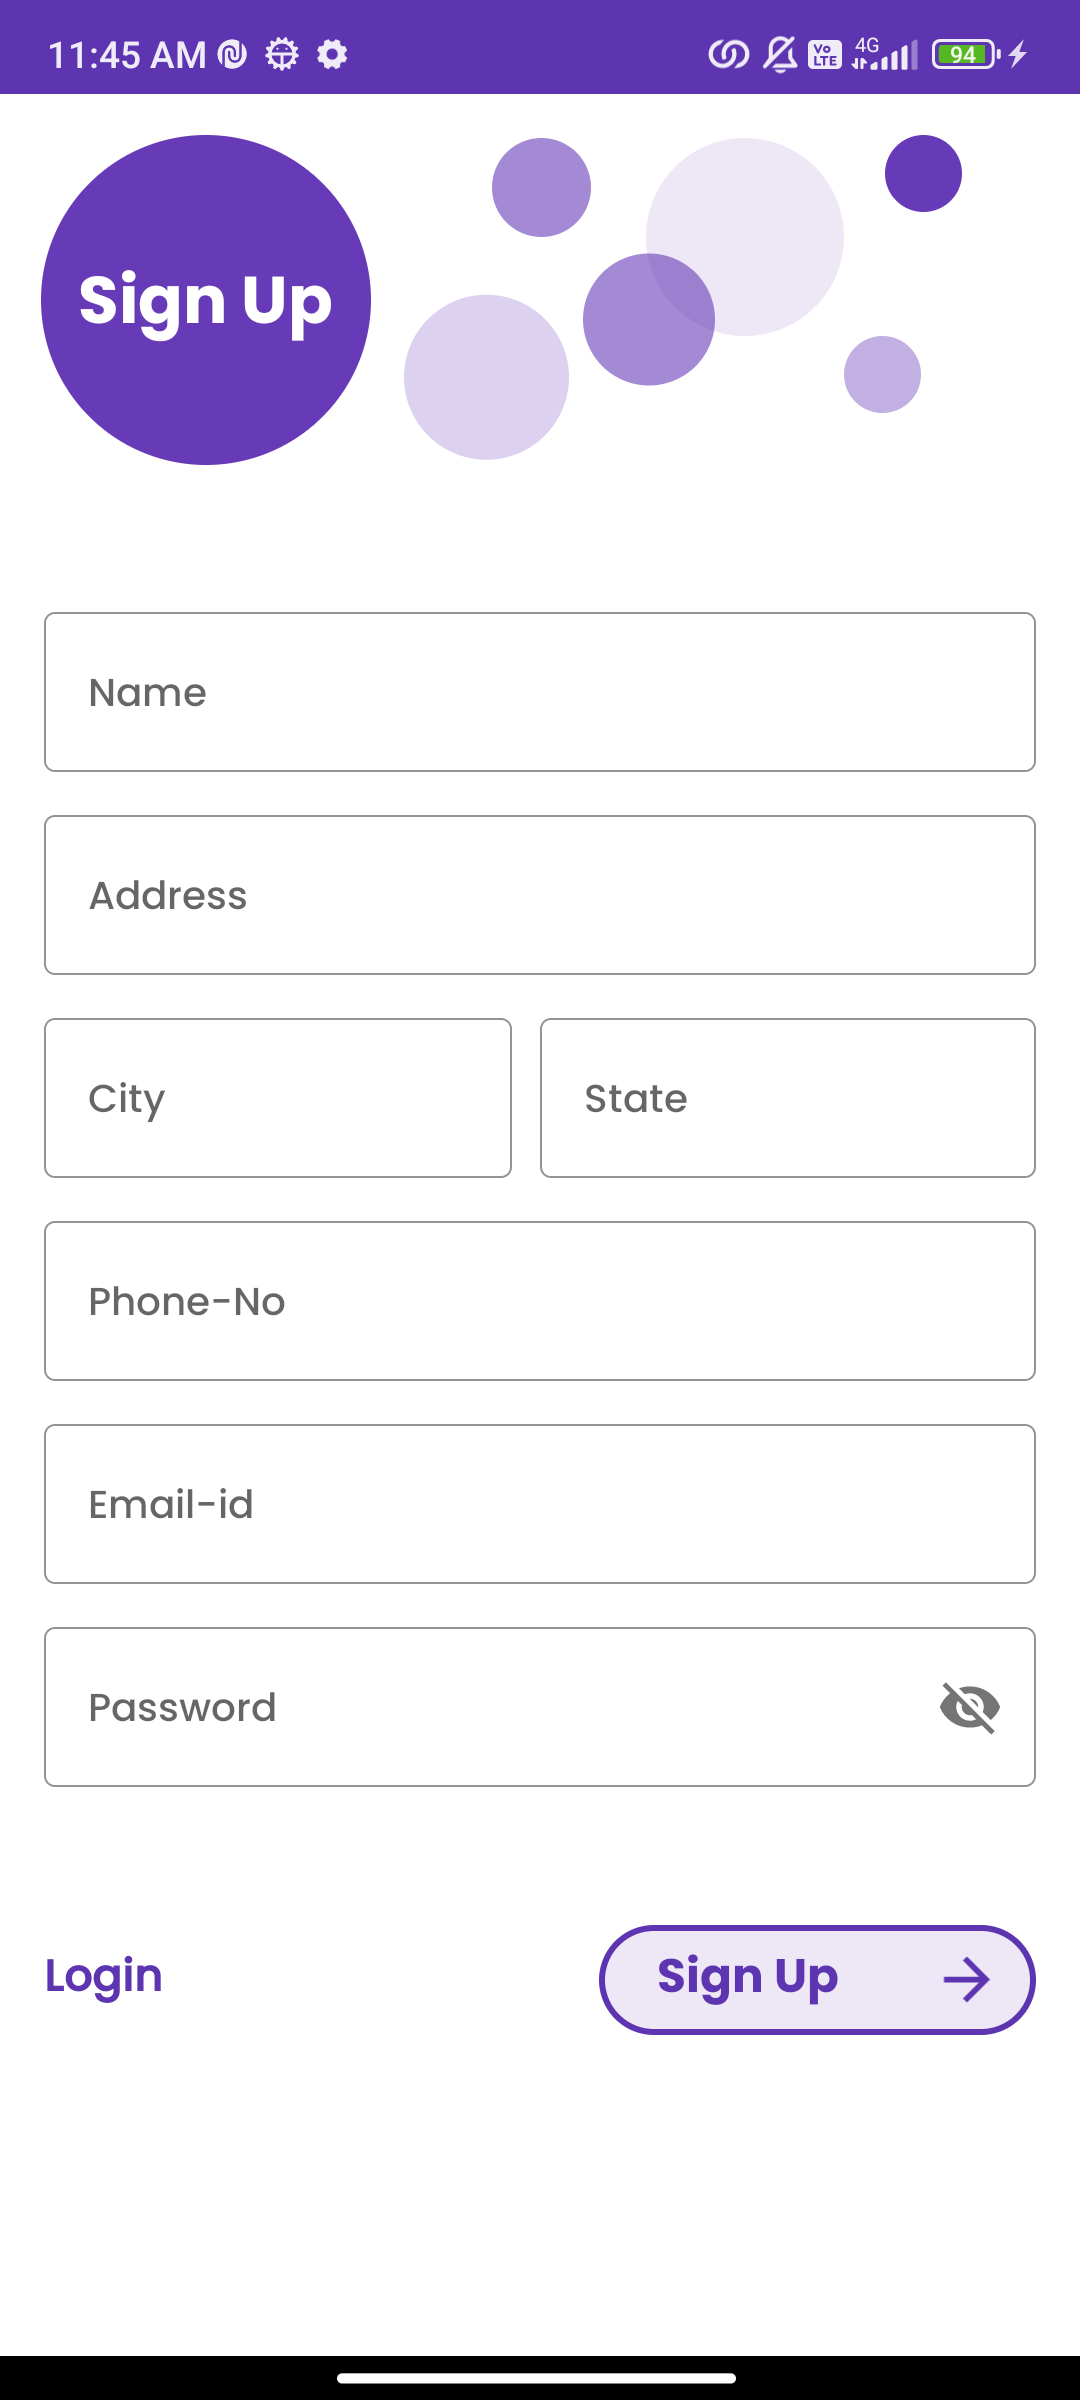 11:45 AM Vo LTE 4G 94
Sign Up
Name
Address
City State
Phone-No
Email-id
Password
Login Sign Up